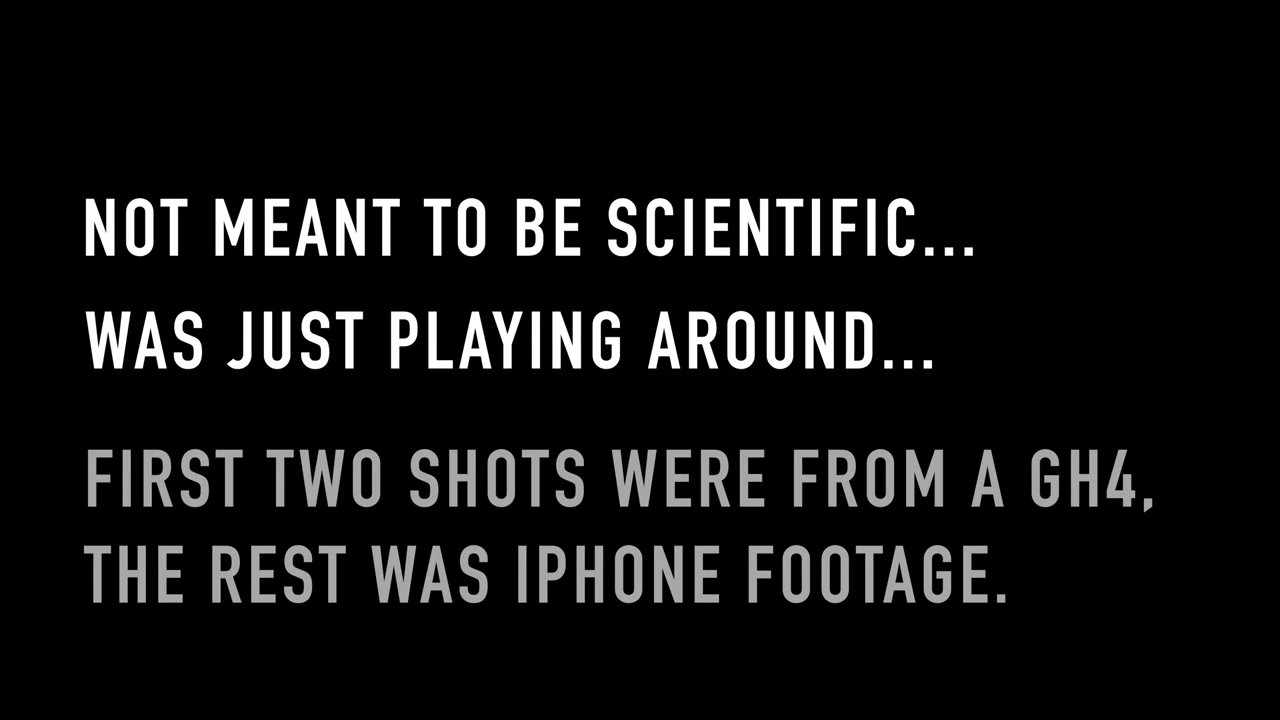 NOT MEANT TO BE SCIENTIFIC...
WAS JUST PLAYING AROUND...
FIRST TWO SHOTS WERE FROM A GH4,
THE REST WAS IPHONE FOOTAGE.